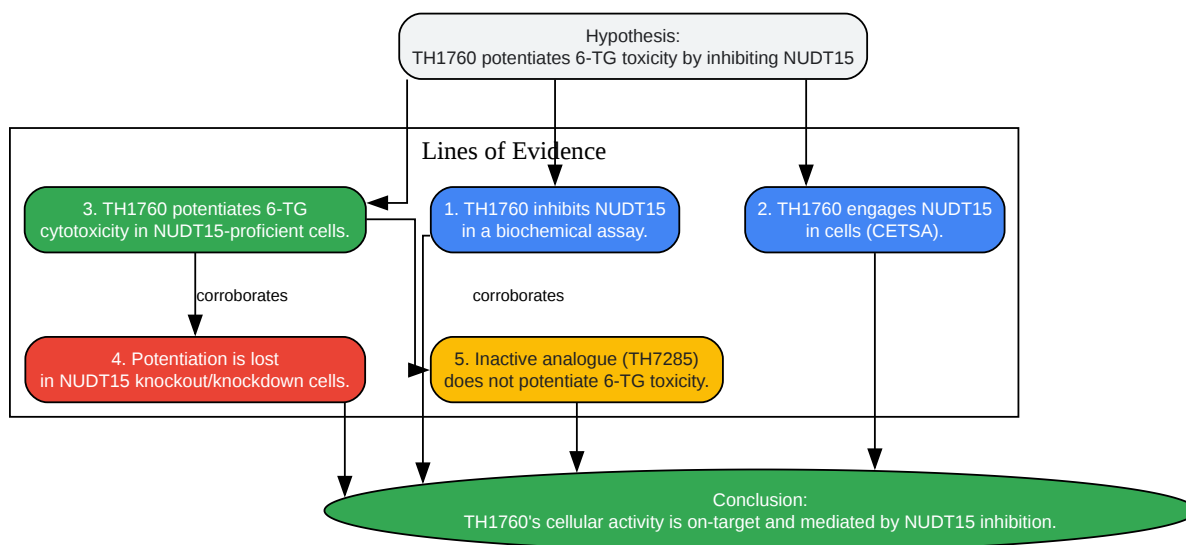 Hypothesis:
TH1760 potentiates 6-TG toxicity by inhibiting NUDT15
Lines of Evidence
3. TH1760 potentiates 6-TG
cytotoxicity in NUDT15-proficient cells.
1. TH1760 inhibits NUDT15
in a biochemical assay.
2. TH1760 engages NUDT15
in cells (CETSA).
corroborates
corroborates
4. Potentiation is lost
in NUDT15 knockout/knockdown cells.
5. Inactive analogue (TH7285)
does not potentiate 6-TG toxicity.
Conclusion:
TH1760's cellular activity is on-target and mediated by NUDT15 inhibition.